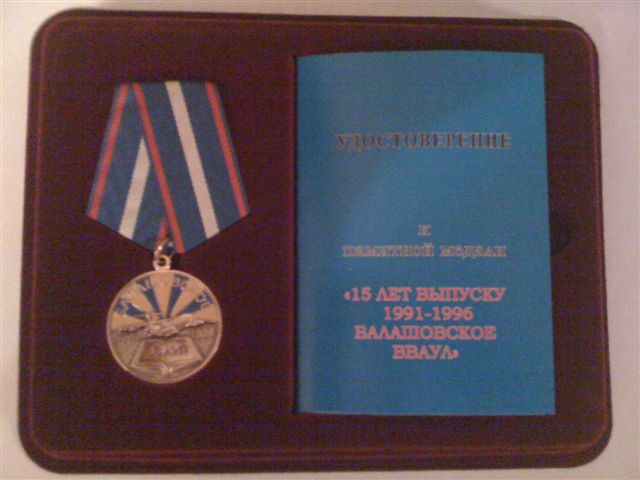 УДОСТОВЕРЕНИЕ
К
ПАМЯТНОЙ МЕДАЛИ
«15 ЛЕТ ВЫПУСКУ
1991-1996
БАЛАШОВСКОЕ
ВВАУЛ»